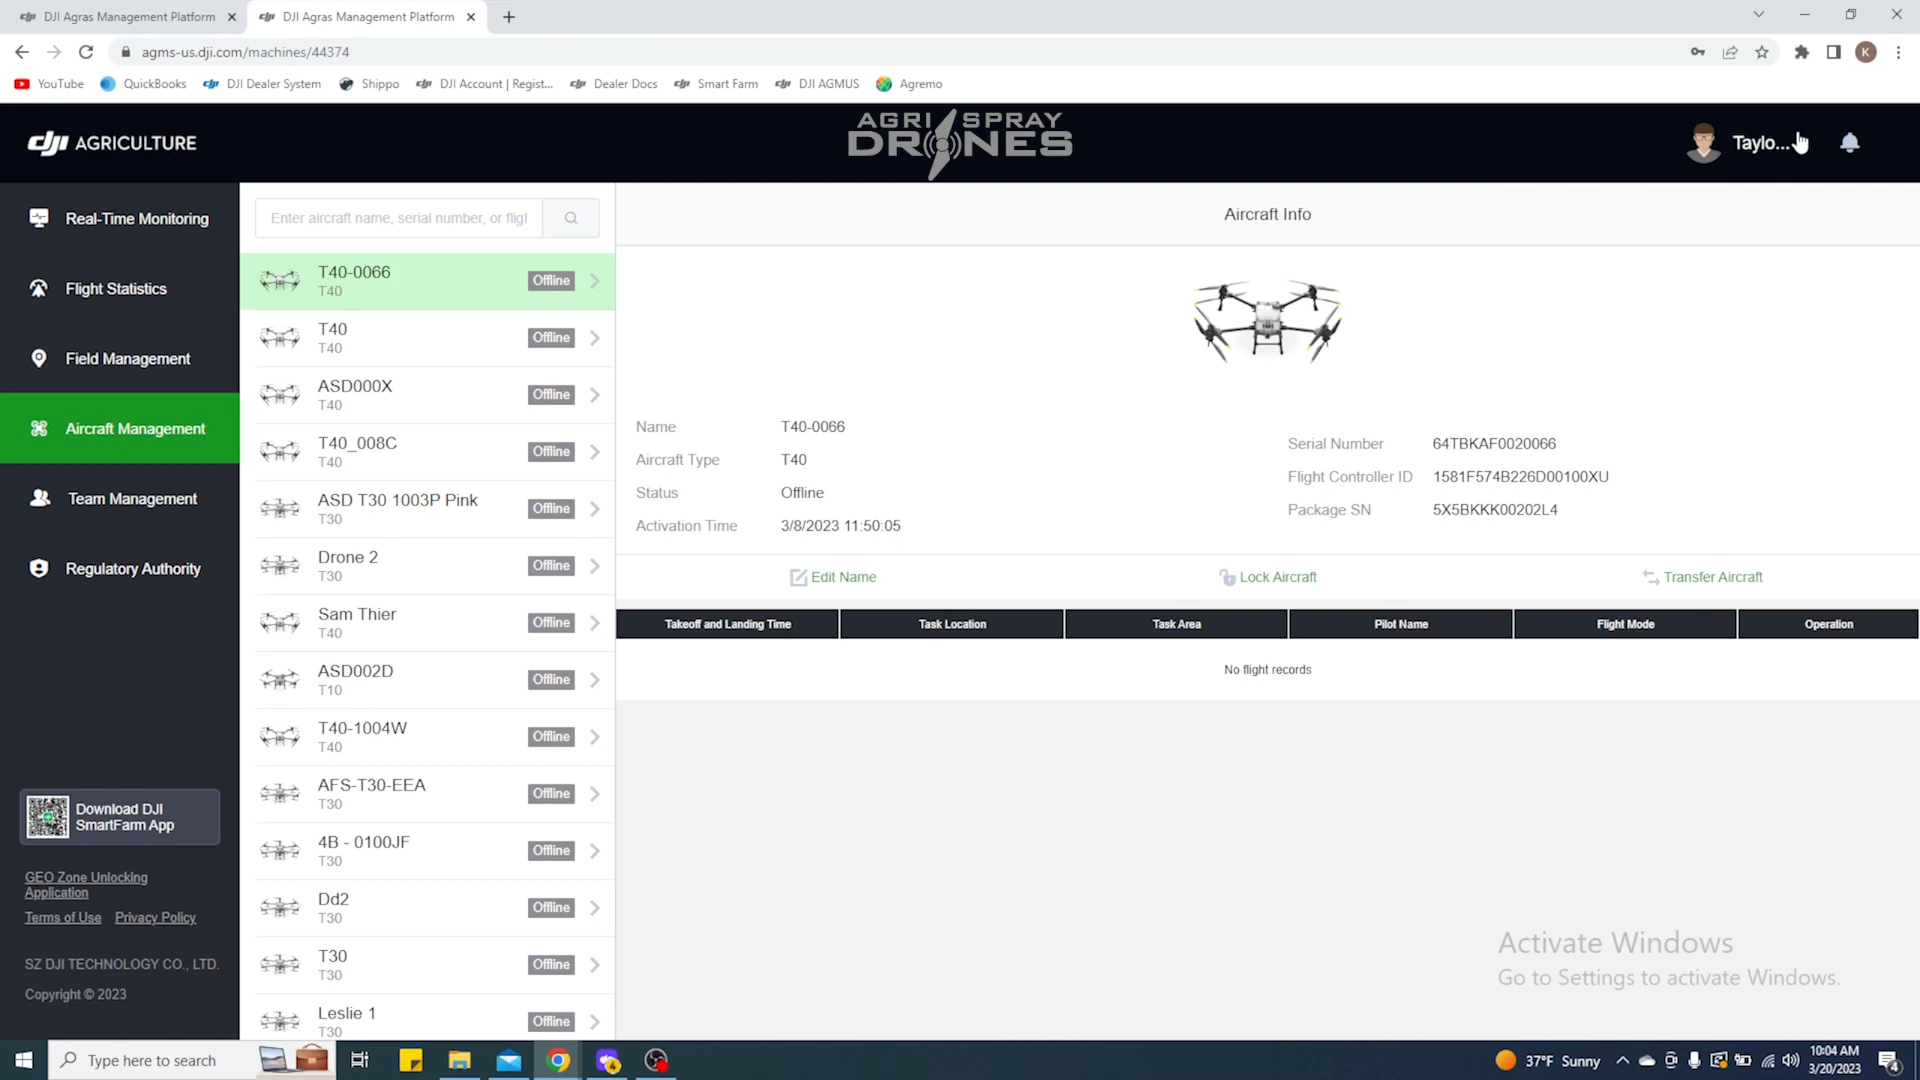 DJI Agras Management Platform
DJI Agras Management Platform
agms-us.dji.com/machines/44374
K
YouTube
QuickBooks
DJI Dealer System
Shippo
DJI Account | Regist...
Dealer Docs
Smart Farm
DJI AGMUS
Agremo
dji AGRICULTURE
AGRI SPRAY
DRONES
Taylo...
Real-Time Monitoring
Flight Statistics
Field Management
Aircraft Management
Team Management
Regulatory Authority
Download DJI
SmartFarm App
GEO Zone Unlocking
Application
Terms of Use Privacy Policy
SZ DJI TECHNOLOGY CO., LTD.
Copyright © 2023
Enter aircraft name, serial number, or fligl
T40-0066
T40
Offline
T40
T40
Offline
ASD000X
T40
Offline
T40_008C
T40
Offline
ASD T30 1003P Pink
T30
Offline
Drone 2
T30
Offline
Sam Thier
T40
Offline
ASD002D
T10
Offline
T40-1004W
T40
Offline
AFS-T30-EEA
T30
Offline
4B - 0100JF
T30
Offline
Dd2
T30
Offline
T30
T30
Offline
Leslie 1
T30
Offline
Aircraft Info
Name T40-0066
Aircraft Type T40
Status Offline
Activation Time 3/8/2023 11:50:05
Serial Number 64TBKAF0020066
Flight Controller ID 1581F574B226D00100XU
Package SN 5X5BKKK00202L4
Edit Name
Lock Aircraft
Transfer Aircraft
Takeoff and Landing Time Task Location Task Area Pilot Name Flight Mode Operation
No flight records
Activate Windows
Go to Settings to activate Windows.
Type here to search
4
37°F Sunny
10:04 AM
3/20/2023
4